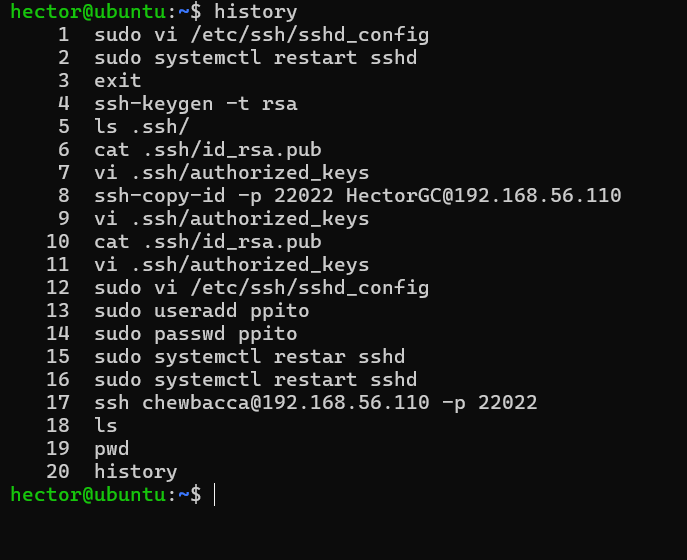 hector@ubuntu:~$ history
1 sudo vi /etc/ssh/sshd_config
2 sudo systemctl restart sshd
3 exit
4 ssh-keygen -t rsa
5 ls .ssh/
6 cat .ssh/id_rsa.pub
7 vi .ssh/authorized_keys
8 ssh-copy-id -p 22022 HectorGC@192.168.56.110
9 vi .ssh/authorized_keys
10 cat .ssh/id_rsa.pub
11 vi .ssh/authorized_keys
12 sudo vi /etc/ssh/sshd_config
13 sudo useradd ppito
14 sudo passwd ppito
15 sudo systemctl restar sshd
16 sudo systemctl restart sshd
17 ssh chewbacca@192.168.56.110 -p 22022
18 ls
19 pwd
20 history
hector@ubuntu:~$